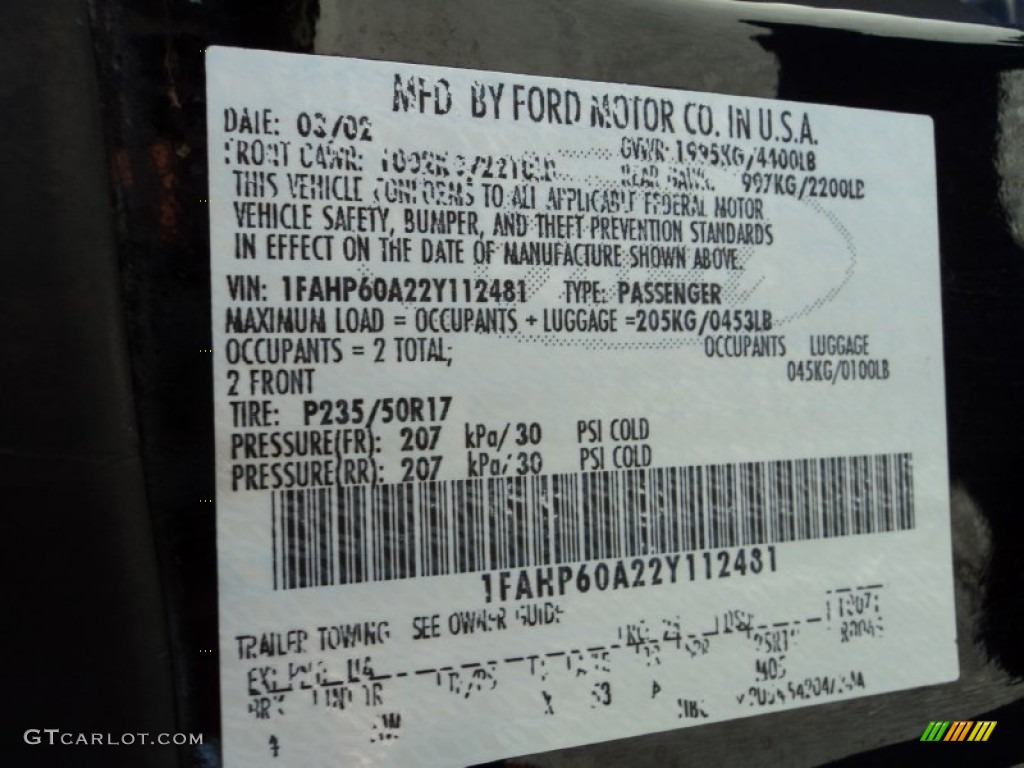 MFD BY FORD MOTOR CO. IN U.S.A.
DATE: 03/02 GVWR: 1995KG/4400LB
FRONT GAWR: REAR GAWR: 997KG/2200LB
THIS VEHICLE CONFORMS TO ALL APPLICABLE FEDERAL MOTOR
VEHICLE SAFETY, BUMPER, AND THEFT PREVENTION STANDARDS
IN EFFECT ON THE DATE OF MANUFACTURE SHOWN ABOVE.
VIN: 1FAHP60A22Y112481 TYPE: PASSENGER
MAXIMUM LOAD = OCCUPANTS + LUGGAGE =205KG/0453LB
OCCUPANTS = 2 TOTAL; OCCUPANTS LUGGAGE
2 FRONT 045KG/0100LB
TIRE: P235/50R17
PRESSURE(FR): 207 kPa/30 PSI COLD
PRESSURE(RR): 207 kPa/30 PSI COLD
1FAHP60A22Y112481
TRAILER TOWING SEE OWNER GUIDE
GTCARLOT.COM